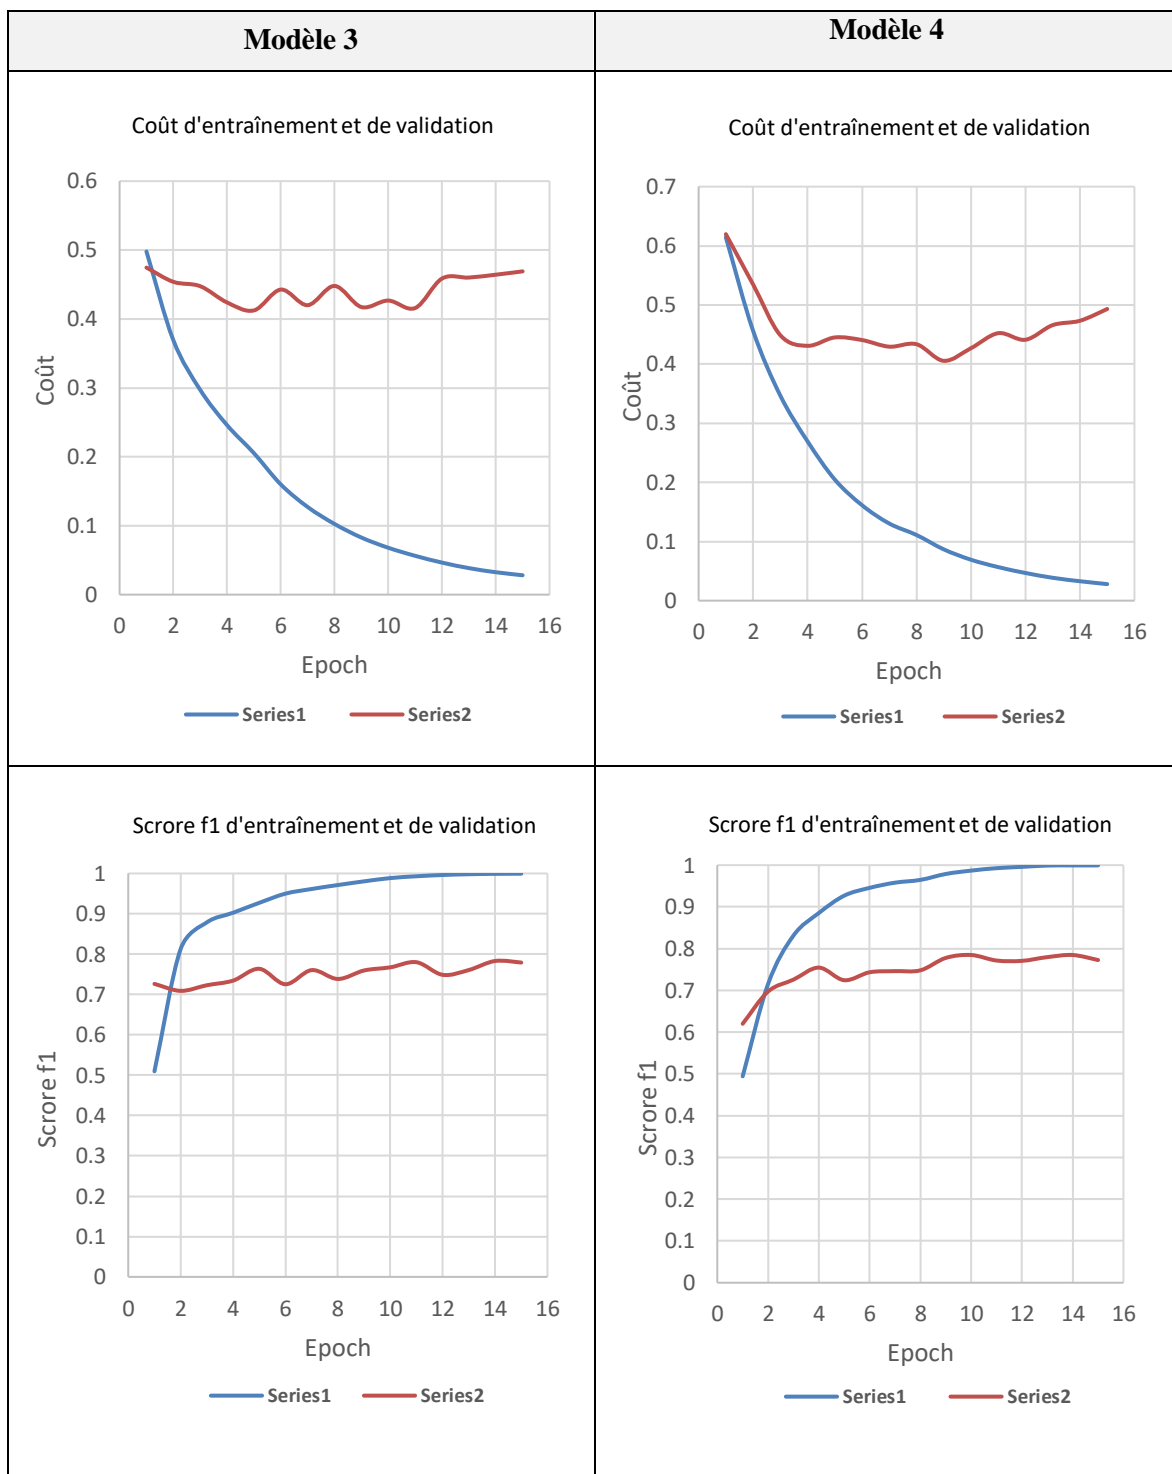 Modèle 3
Modèle 4
Coût d'entraînement et de validation
0.6
0.5
0.4
0.3
0.2
0.1
0
Coût
0 2 4 6 8 10 12 14 16
Epoch
Series1 Series2
Coût d'entraînement et de validation
0.7
0.6
0.5
0.4
0.3
0.2
0.1
0
Coût
0 2 4 6 8 10 12 14 16
Epoch
Series1 Series2
Scrore f1 d'entraînement et de validation
1
0.9
0.8
0.7
0.6
0.5
0.4
0.3
0.2
0.1
0
Scrore f1
0 2 4 6 8 10 12 14 16
Epoch
Series1 Series2
Scrore f1 d'entraînement et de validation
1
0.9
0.8
0.7
0.6
0.5
0.4
0.3
0.2
0.1
0
Scrore f1
0 2 4 6 8 10 12 14 16
Epoch
Series1 Series2